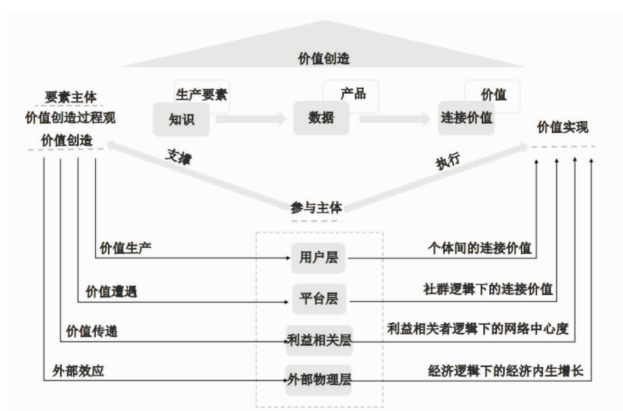 价值创造
生产要素
产品
价值
知识
数据
连接价值
要素主体
价值创造过程观
价值创造
价值实现
支撑
执行
参与主体
价值生产
用户层
个体间的连接价值
价值遭遇
平台层
社群逻辑下的连接价值
价值传递
利益相关层
利益相关者逻辑下的网络中心度
外部效应
外部物理层
经济逻辑下的经济内生增长